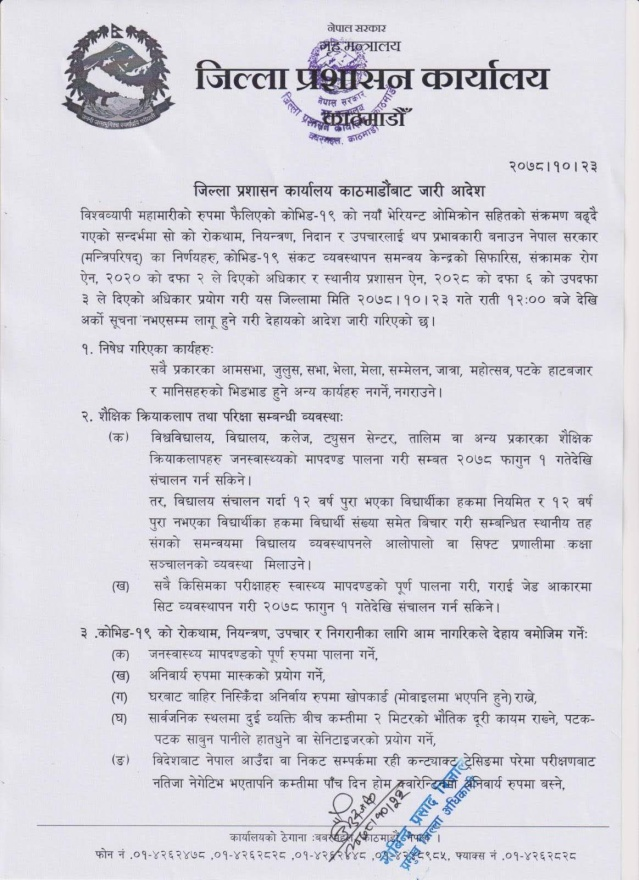 नेपाल सरकार
गृह मन्त्रालय
जिल्ला प्रशासन कार्यालय
काठमाडौँ
२०७८।१०।२३
जिल्ला प्रशासन कार्यालय काठमाडौंबाट जारी आदेश
विश्वव्यापी महामारीको रुपमा फैलिएको कोभिड-१९ को नयाँ भेरियन्ट ओमिक्रोन सहितको संक्रमण बढ्दै
गएको सन्दर्भमा सो को रोकथाम, नियन्त्रण, निदान र उपचारलाई थप प्रभावकारी बनाउन नेपाल सरकार
(मन्त्रिपरिषद्) का निर्णयहरु, कोभिड-१९ संकट व्यवस्थापन समन्वय केन्द्रको सिफारिस, संक्रामक रोग
ऐन, २०२० को दफा २ ले दिएको अधिकार र स्थानीय प्रशासन ऐन, २०२८ को दफा ६ को उपदफा
३ ले दिएको अधिकार प्रयोग गरी यस जिल्लामा मिति २०७८।१०।२३ गते राती १२:०० बजे देखि
अर्को सूचना नभएसम्म लागू हुने गरी देहायको आदेश जारी गरिएको छ।
१. निषेध गरिएका कार्यहरुः
सबै प्रकारका आमसभा, जुलुस, सभा, भेला, मेला, सम्मेलन, जात्रा, महोत्सव, पटके हाटबजार
र मानिसहरुको भिडभाड हुने अन्य कार्यहरु नगर्ने, नगराउने।
२. शैक्षिक क्रियाकलाप तथा परिक्षा सम्बन्धी व्यवस्थाः
(क) विश्वविद्यालय, विद्यालय, कलेज, ट्युसन सेन्टर, तालिम वा अन्य प्रकारका शैक्षिक
क्रियाकलापहरु जनस्वास्थ्यको मापदण्ड पालना गरी सम्बत २०७८ फागुन १ गतेदेखि
संचालन गर्न सकिने।
तर, विद्यालय संचालन गर्दा १२ वर्ष पुरा भएका विद्यार्थीका हकमा नियमित र १२ वर्ष
पुरा नभएका विद्यार्थीका हकमा विद्यार्थी संख्या समेत विचार गरी सम्बन्धित स्थानीय तह
संगको समन्वयमा विद्यालय व्यवस्थापनले आलोपालो वा सिफ्ट प्रणालीमा कक्षा
सञ्चालनको व्यवस्था मिलाउने।
(ख) सबै किसिमका परीक्षाहरु स्वास्थ्य मापदण्डको पूर्ण पालना गरी, गराई जेड आकारमा
सिट व्यवस्थापन गरी २०७८ फागुन १ गतेदेखि संचालन गर्न सकिने।
३ .कोभिड-१९ को रोकथाम, नियन्त्रण, उपचार र निगरानीका लागि आम नागरिकले देहाय वमोजिम गर्नेः
(क) जनस्वास्थ्य मापदण्डको पूर्ण रुपमा पालना गर्ने,
(ख) अनिवार्य रुपमा मास्कको प्रयोग गर्ने,
(ग) घरबाट बाहिर निस्किँदा अनिर्वाय रुपमा खोपकार्ड (मोवाइलमा भएपनि हुने) राख्ने,
(घ) सार्वजनिक स्थलमा दुई व्यक्ति बीच कम्तीमा २ मिटरको भौतिक दूरी कायम राख्ने, पटक-
पटक साबुन पानीले हातधुने वा सेनिटाइजरको प्रयोग गर्ने,
(ङ) विदेशबाट नेपाल आउँदा वा निकट सम्पर्कमा रही कन्ट्याक्ट ट्रेसिङमा परेमा परीक्षणबाट
नतिजा नेगेटिभ भएतापनि कम्तीमा पाँच दिन होम क्वारेन्टिनमा अनिवार्य रुपमा बस्ने,
गोविन्द प्रसाद रिजाल
प्रमुख जिल्ला अधिकारी
कार्यालयको ठेगाना :बबरमहल, काठमाडौं, नेपाल ।
फोन नं .०१-४२६२४७८ ,०१-४२६२८२८ ,०१-४२६२४४८ ,०१-४२४८९८५, फ्याक्स नं .०१-४२६२८२८